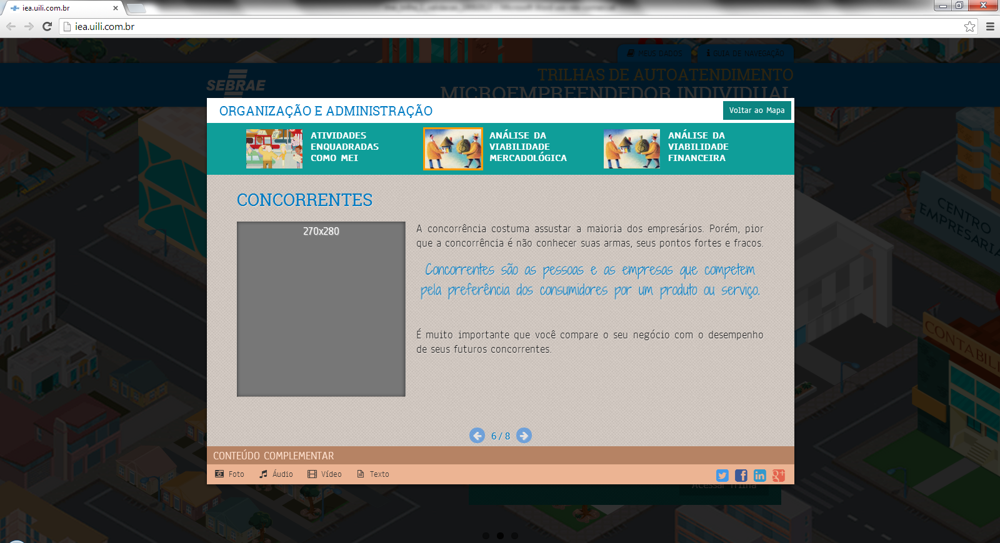 iea.uili.com.br
iea.uili.com.br
MEUS DADOS
GUIA DE NAVEGAÇÃO
SEBRAE
TRILHAS DE AUTOATENDIMENTO
MICROEMPREENDEDOR INDIVIDUAL
ORGANIZAÇÃO E ADMINISTRAÇÃO
Voltar ao Mapa
ATIVIDADES
ENQUADRADAS
COMO MEI
ANÁLISE DA
VIABILIDADE
MERCADOLÓGICA
ANÁLISE DA
VIABILIDADE
FINANCEIRA
CONCORRENTES
270x280
A concorrência costuma assustar a maioria dos empresários. Porém, pior
que a concorrência é não conhecer suas armas, seus pontos fortes e fracos.
Concorrentes são as pessoas e as empresas que competem
pela preferência dos consumidores por um produto ou serviço.
É muito importante que você compare o seu negócio com o desempenho
de seus futuros concorrentes.
6 / 8
CONTEÚDO COMPLEMENTAR
Foto
Áudio
Vídeo
Texto
Acessar Trilha
CENTRO
EMPRESARIA
CONTABILI